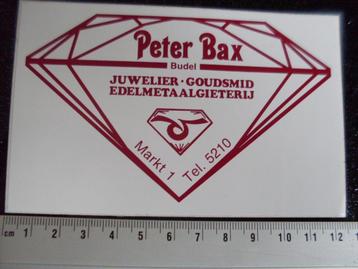 Peter Bax
Budel
JUWELIER · GOUDSMID
EDELMETAALGIETERIJ
Markt 1 Tel. 5210
cm 1 2 3 4 5 6 7 8 9 10 11 12